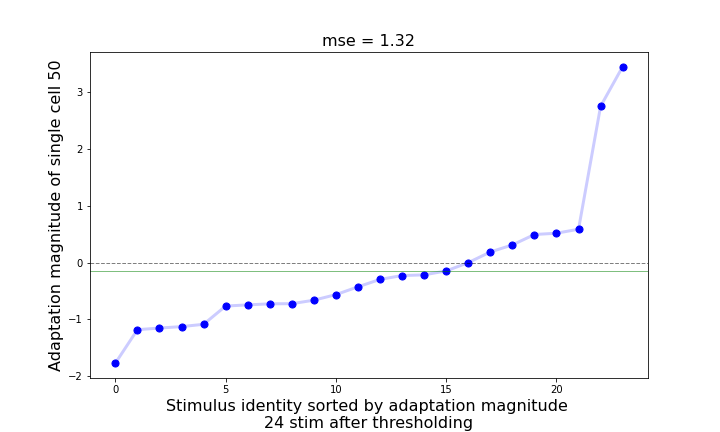 mse = 1.32
Adaptation magnitude of single cell 50
3
2
1
0
−1
−2
0 5 10 15 20
Stimulus identity sorted by adaptation magnitude
24 stim after thresholding